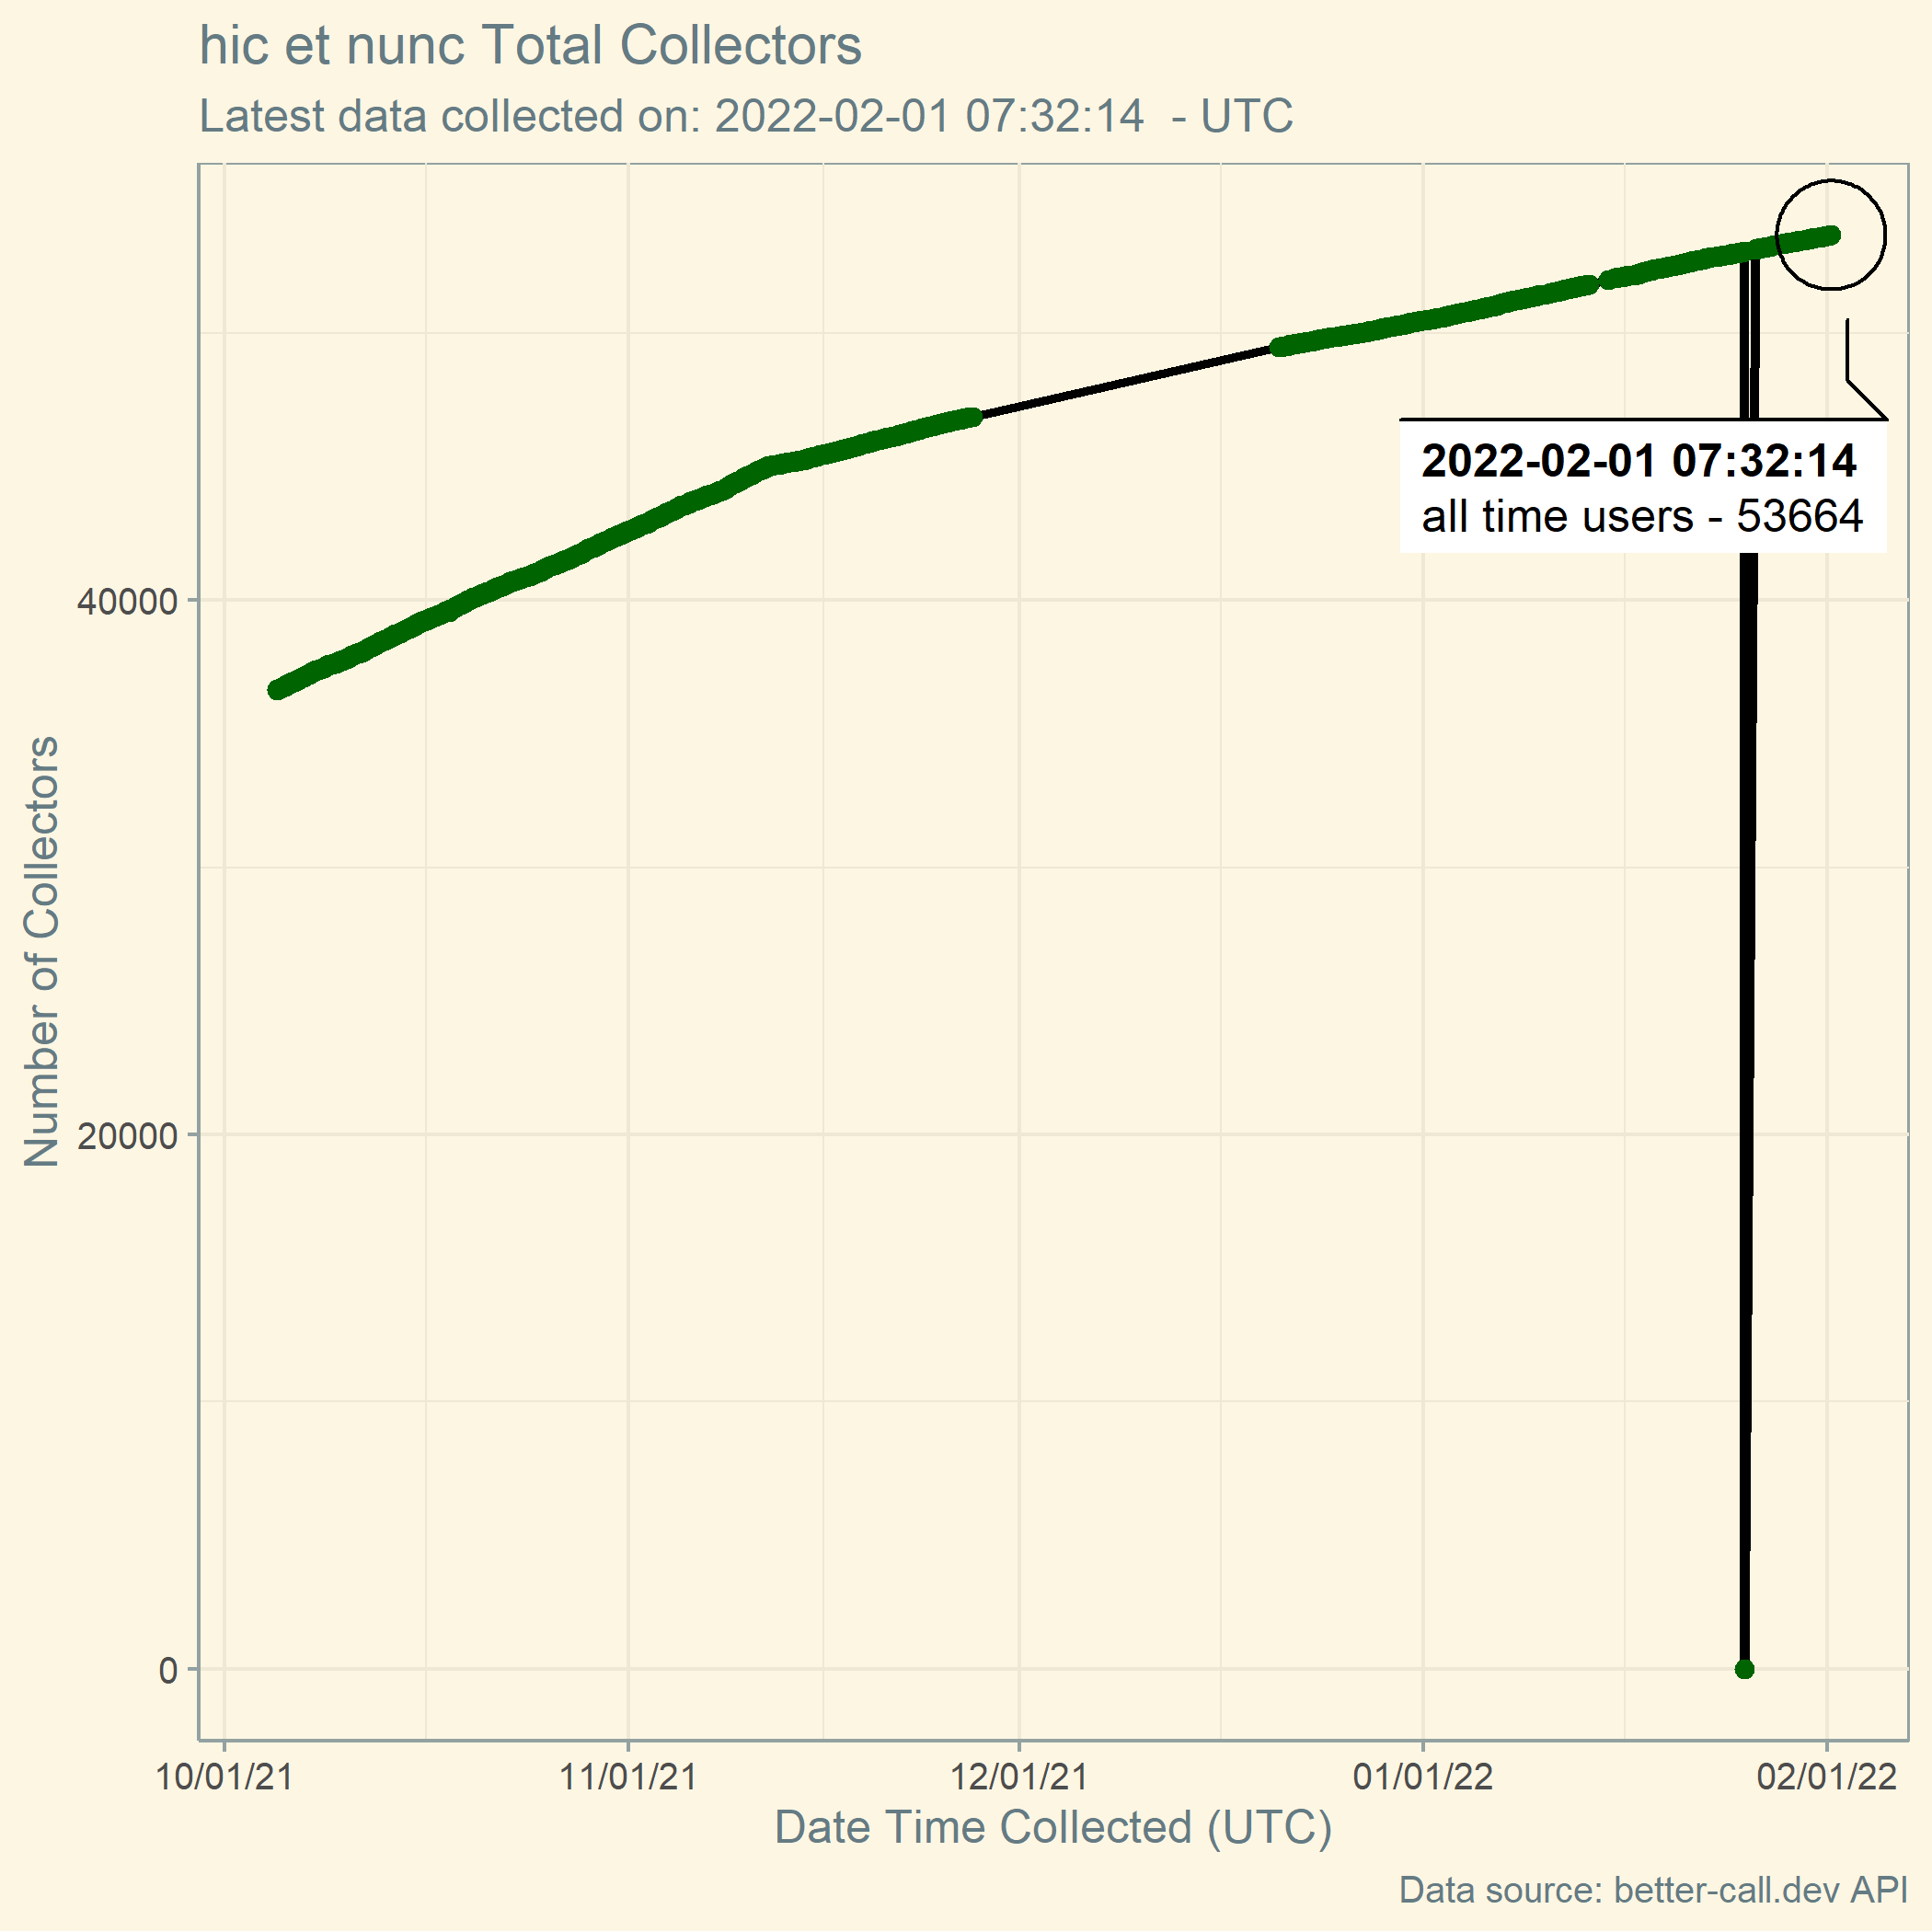 hic et nunc Total Collectors
Latest data collected on: 2022-02-01 07:32:14  - UTC
2022-02-01 07:32:14
all time users - 53664
Number of Collectors
40000
20000
0
10/01/21
11/01/21
12/01/21
01/01/22
02/01/22
Date Time Collected (UTC)
Data source: better-call.dev API